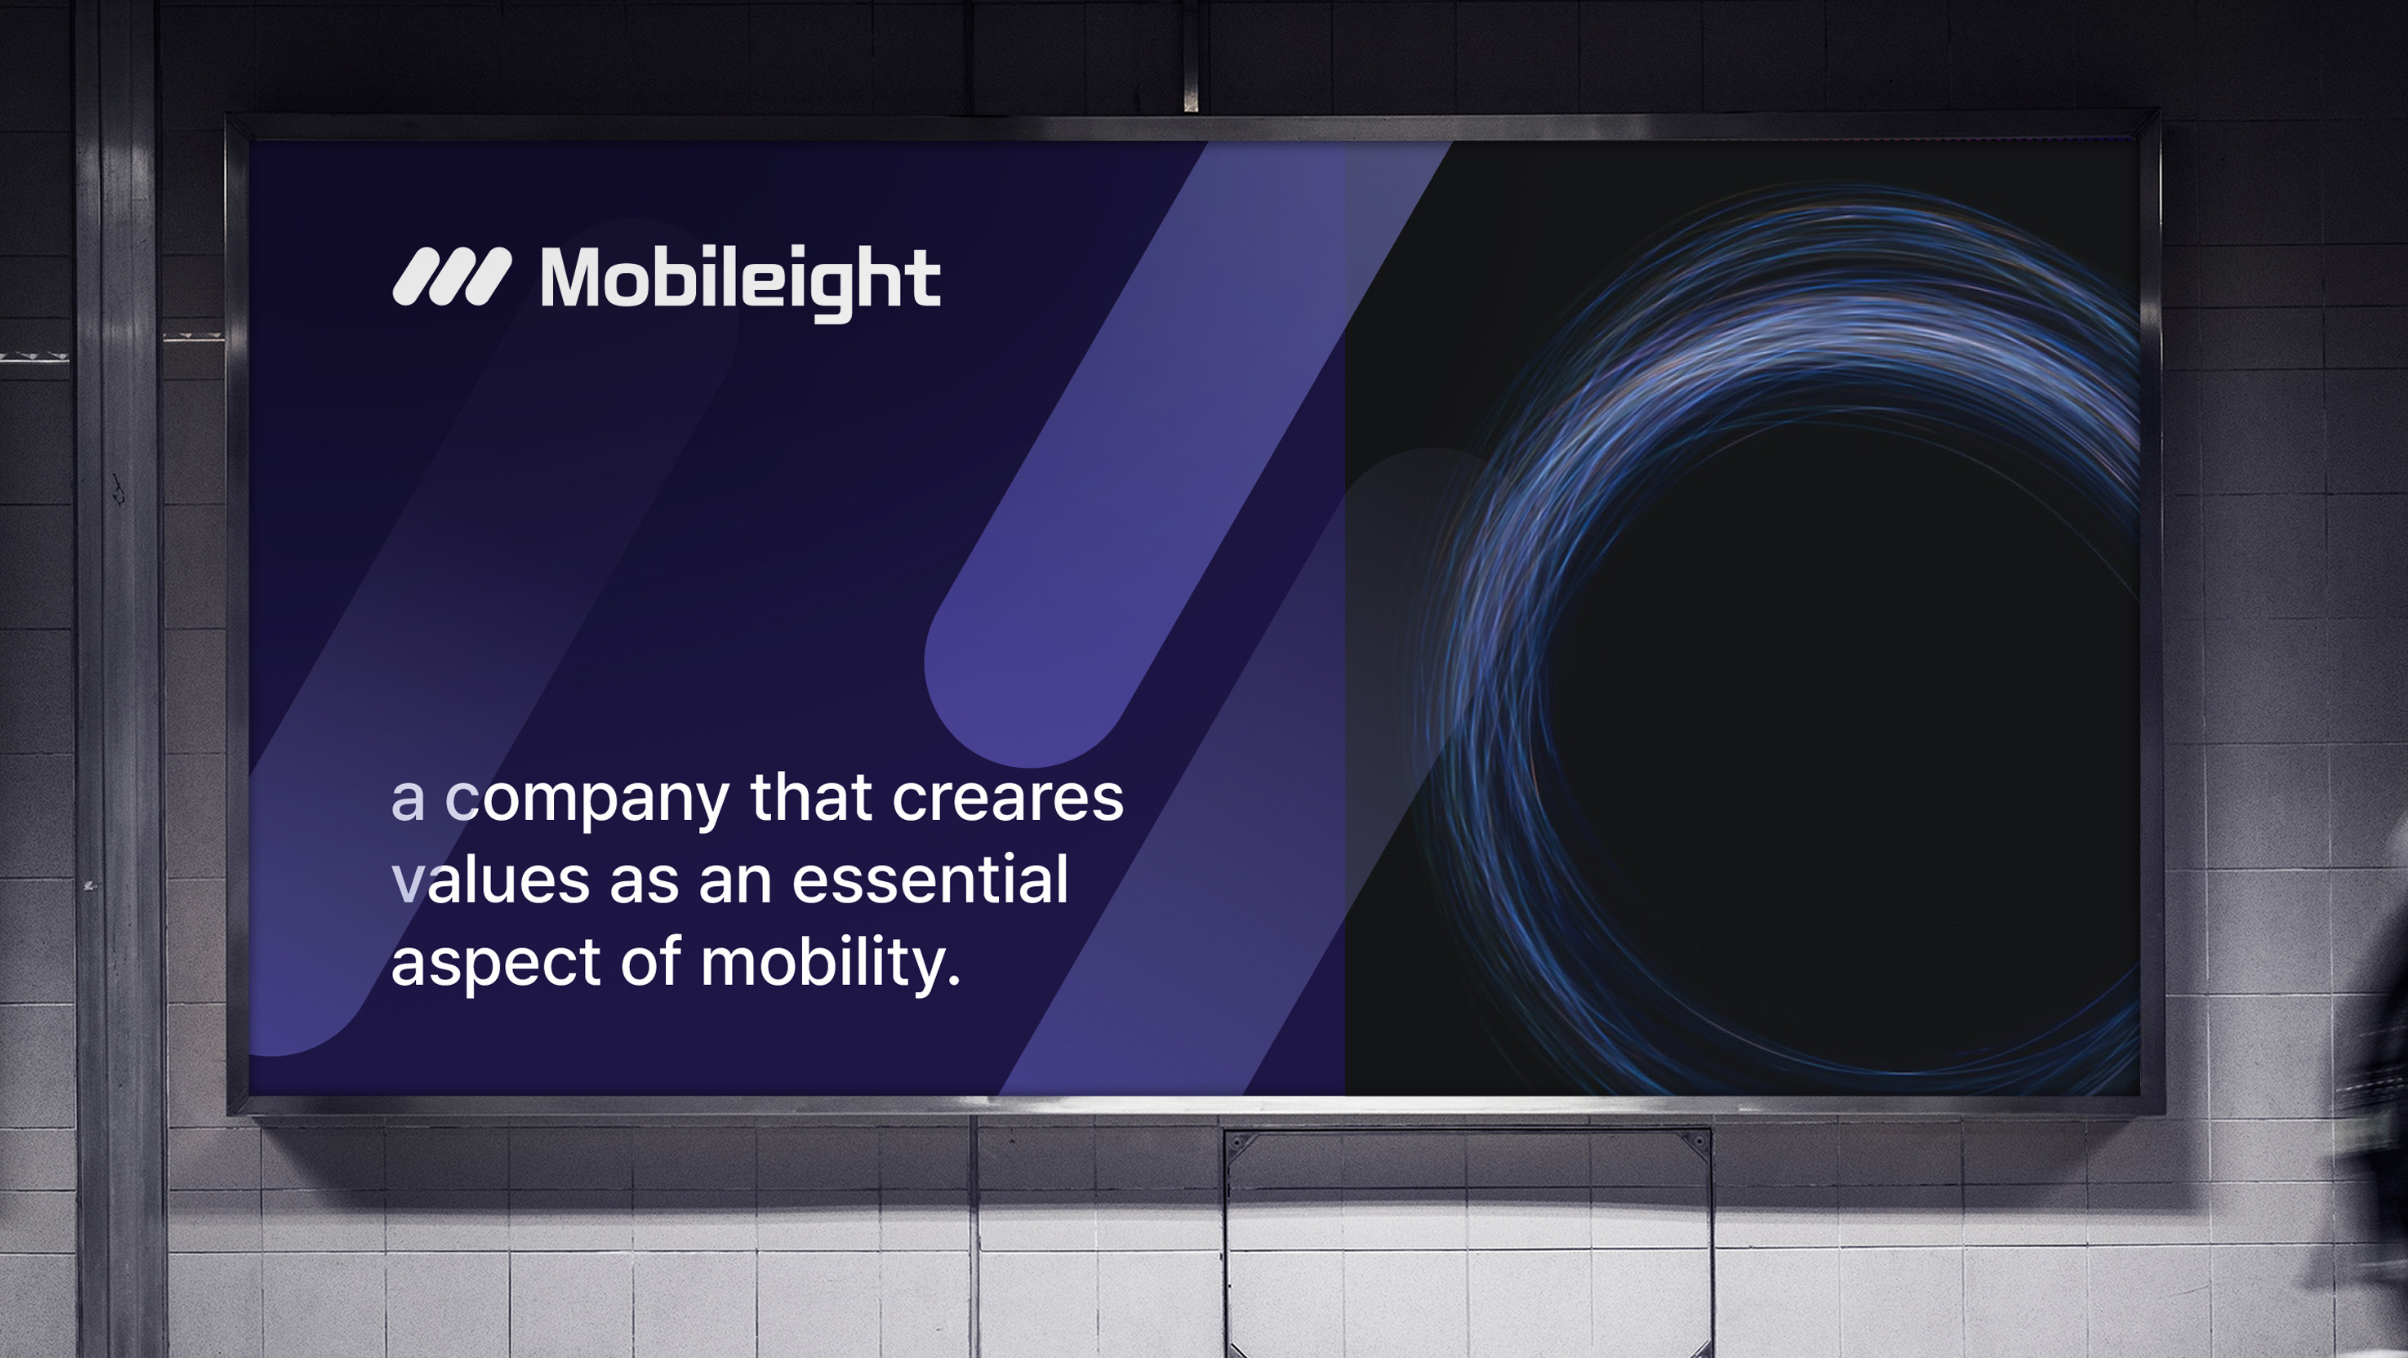 Mobileight
a company that creares
values as an essential
aspect of mobility.